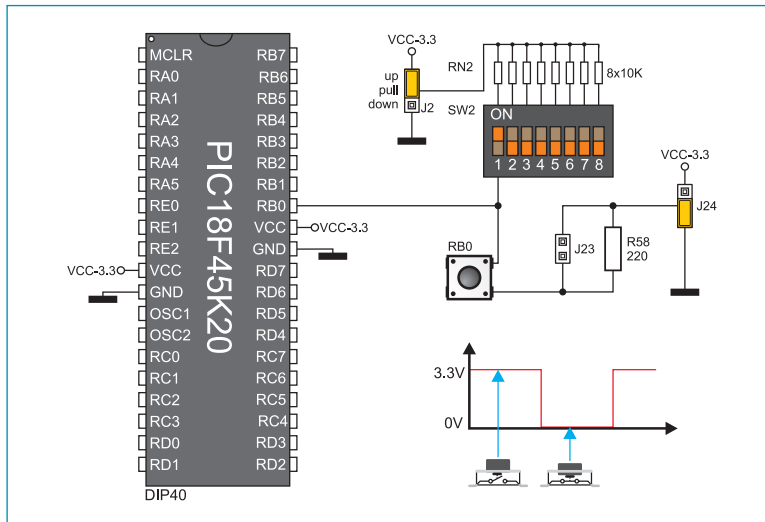 VCC-3.3
RN2
8x10K
up
pull
down
J2
SW2
ON
1 2 3 4 5 6 7 8
MCLR
RA0
RA1
RA2
RA3
RA4
RA5
RE0
RE1
RE2
VCC
GND
OSC1
OSC2
RC0
RC1
RC2
RC3
RD0
RD1
PIC18F45K20
RB7
RB6
RB5
RB4
RB3
RB2
RB1
RB0
VCC
GND
RD7
RD6
RD5
RD4
RC7
RC6
RC5
RC4
RD3
RD2
DIP40
VCC-3.3
VCC-3.3
VCC-3.3
J24
RB0
J23
R58
220
3.3V
0V